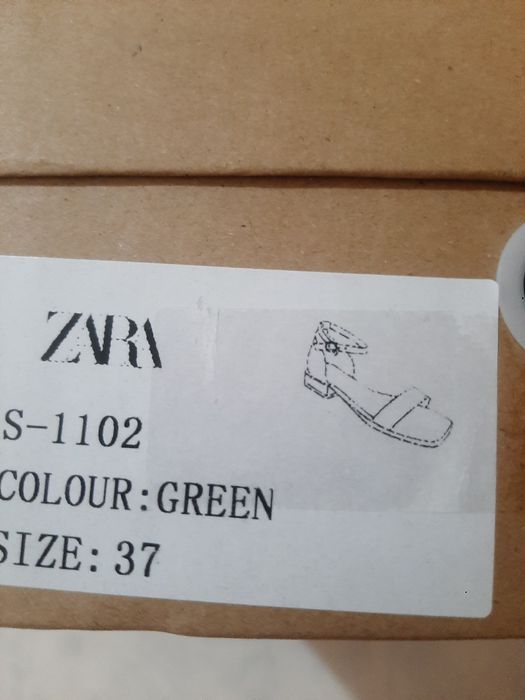 ZARA
S-1102
COLOUR:GREEN
SIZE: 37